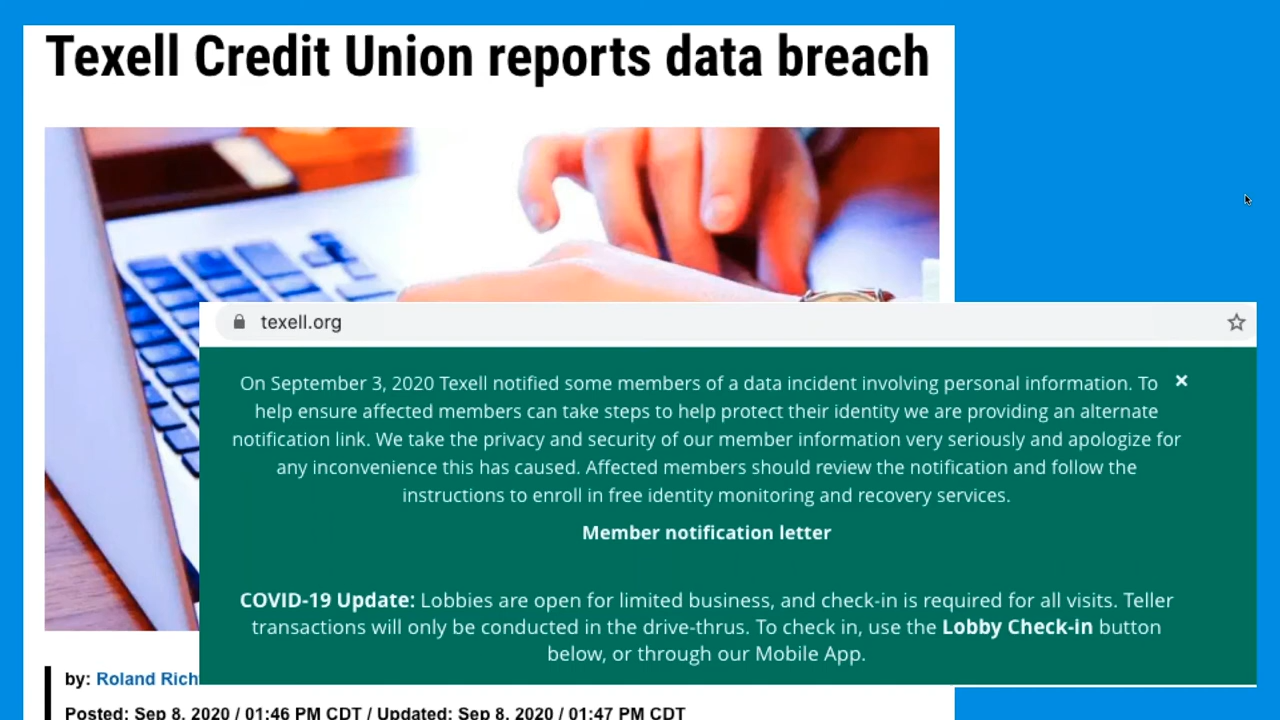 Texell Credit Union reports data breach
texell.org
On September 3, 2020 Texell notified some members of a data incident involving personal information. To
help ensure affected members can take steps to help protect their identity we are providing an alternate
notification link. We take the privacy and security of our member information very seriously and apologize for
any inconvenience this has caused. Affected members should review the notification and follow the
instructions to enroll in free identity monitoring and recovery services.
Member notification letter
COVID-19 Update: Lobbies are open for limited business, and check-in is required for all visits. Teller
transactions will only be conducted in the drive-thrus. To check in, use the Lobby Check-in button
below, or through our Mobile App.
by: Roland Rich
Posted: Sep 8, 2020 / 01:46 PM CDT / Updated: Sep 8, 2020 / 01:47 PM CDT